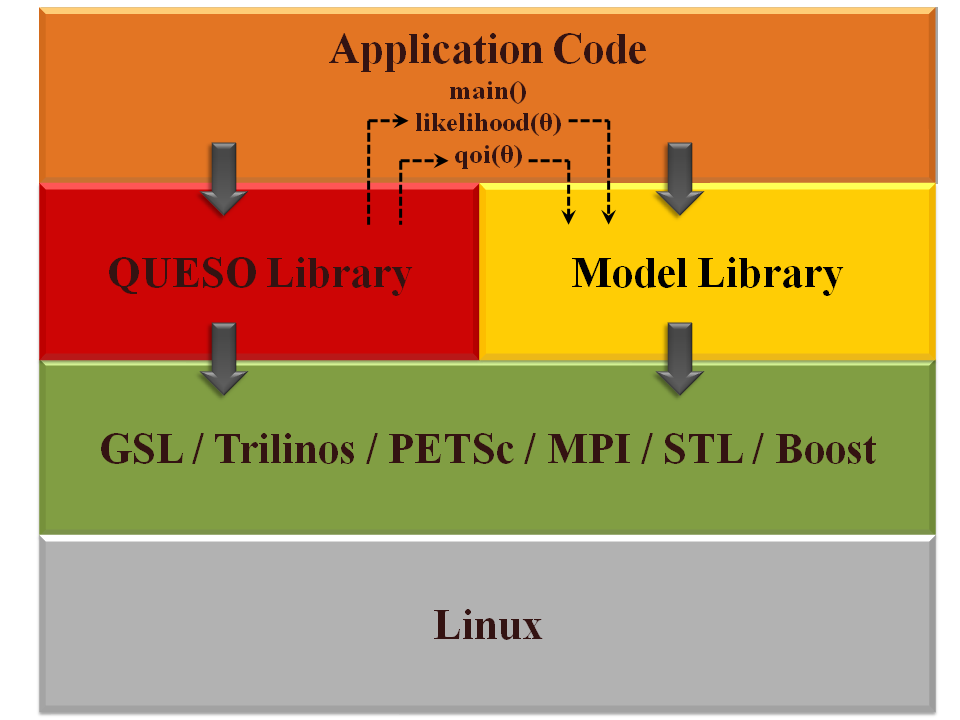 Application Code
main()
likelihood(θ)
qoi(θ)
QUESO Library
Model Library
GSL / Trilinos / PETSc / MPI / STL / Boost
Linux